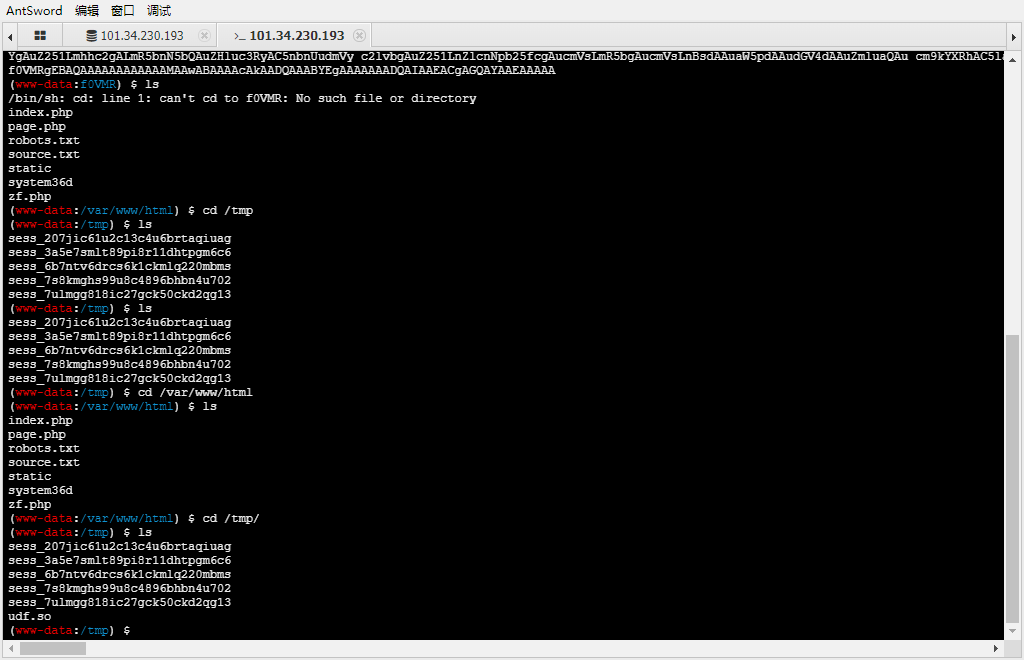 AntSword 编辑 窗口 调试
101.34.230.193 >_ 101.34.230.193
(www-data:f0VMR) $ ls
/bin/sh: cd: line 1: can't cd to f0VMR: No such file or directory
index.php
page.php
robots.txt
source.txt
static
system36d
zf.php
(www-data:/var/www/html) $ cd /tmp
(www-data:/tmp) $ ls
sess_207jic61u2c13c4u6brtaqiuag
sess_3a5e7smlt89pi8r11dhtpgm6c6
sess_6b7ntv6drcs6k1ckmlq220mbms
sess_7s8kmghs99u8c4896bhbn4u702
sess_7ulmgg818ic27gck50ckd2qg13
(www-data:/tmp) $ ls
sess_207jic61u2c13c4u6brtaqiuag
sess_3a5e7smlt89pi8r11dhtpgm6c6
sess_6b7ntv6drcs6k1ckmlq220mbms
sess_7s8kmghs99u8c4896bhbn4u702
sess_7ulmgg818ic27gck50ckd2qg13
(www-data:/tmp) $ cd /var/www/html
(www-data:/var/www/html) $ ls
index.php
page.php
robots.txt
source.txt
static
system36d
zf.php
(www-data:/var/www/html) $ cd /tmp/
(www-data:/tmp) $ ls
sess_207jic61u2c13c4u6brtaqiuag
sess_3a5e7smlt89pi8r11dhtpgm6c6
sess_6b7ntv6drcs6k1ckmlq220mbms
sess_7s8kmghs99u8c4896bhbn4u702
sess_7ulmgg818ic27gck50ckd2qg13
udf.so
(www-data:/tmp) $